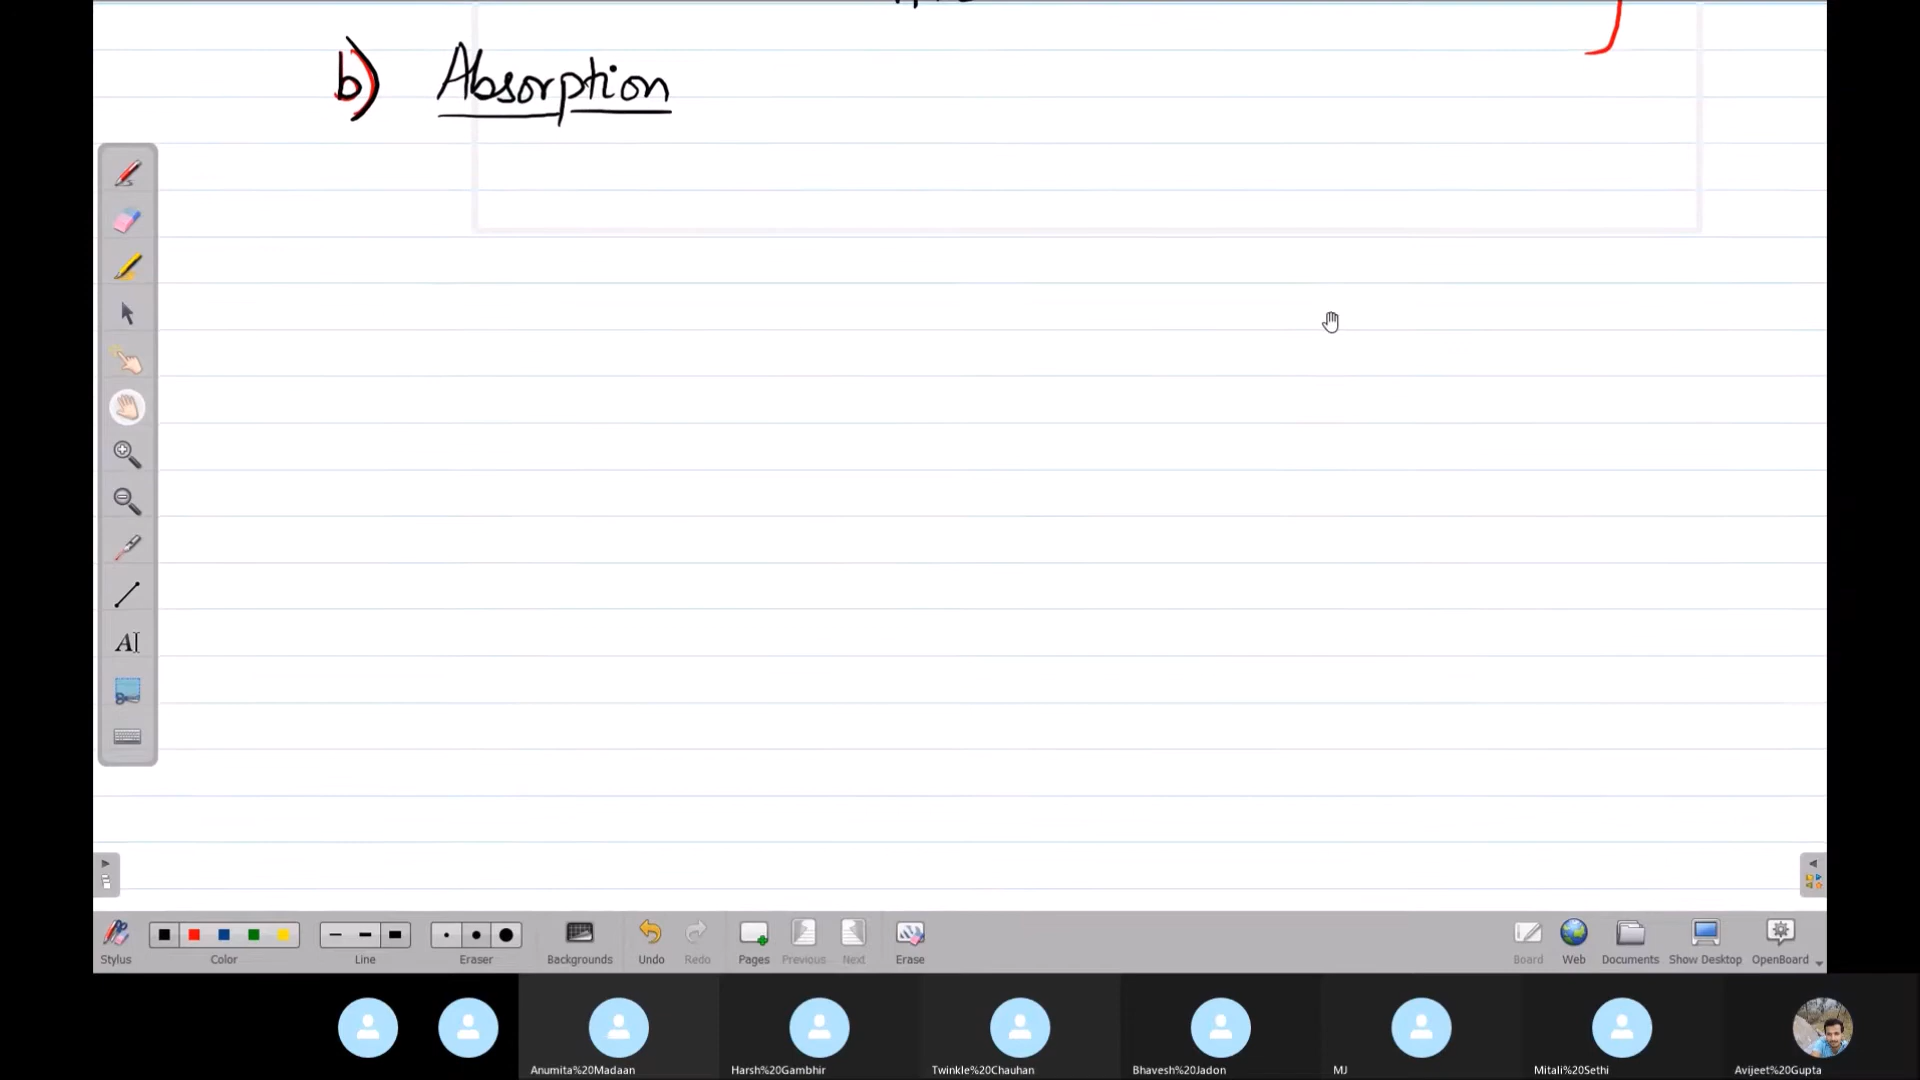 b) Absorption
AI
Stylus
Color
Line
Eraser
Backgrounds
Undo
Redo
Pages
Previous
Next
Erase
Board
Web
Documents
Show Desktop
OpenBoard
Anumita%20Madaan
Harsh%20Gambhir
Twinkle%20Chauhan
Bhavesh%20Jadon
MJ
Mitali%20Sethi
Avijeet%20Gupta